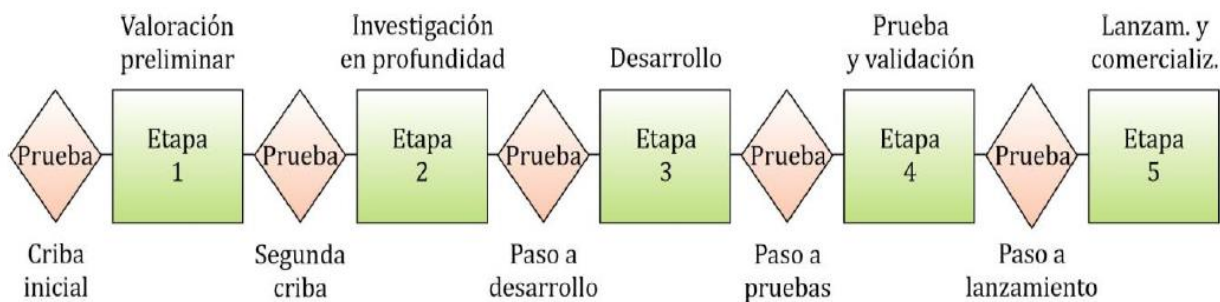 Valoración
preliminar
Investigación
en profundidad
Desarrollo
Prueba
y validación
Lanzam. y
comercializ.
Prueba
Etapa
1
Prueba
Etapa
2
Prueba
Etapa
3
Prueba
Etapa
4
Prueba
Etapa
5
Criba
inicial
Segunda
criba
Paso a
desarrollo
Paso a
pruebas
Paso a
lanzamiento